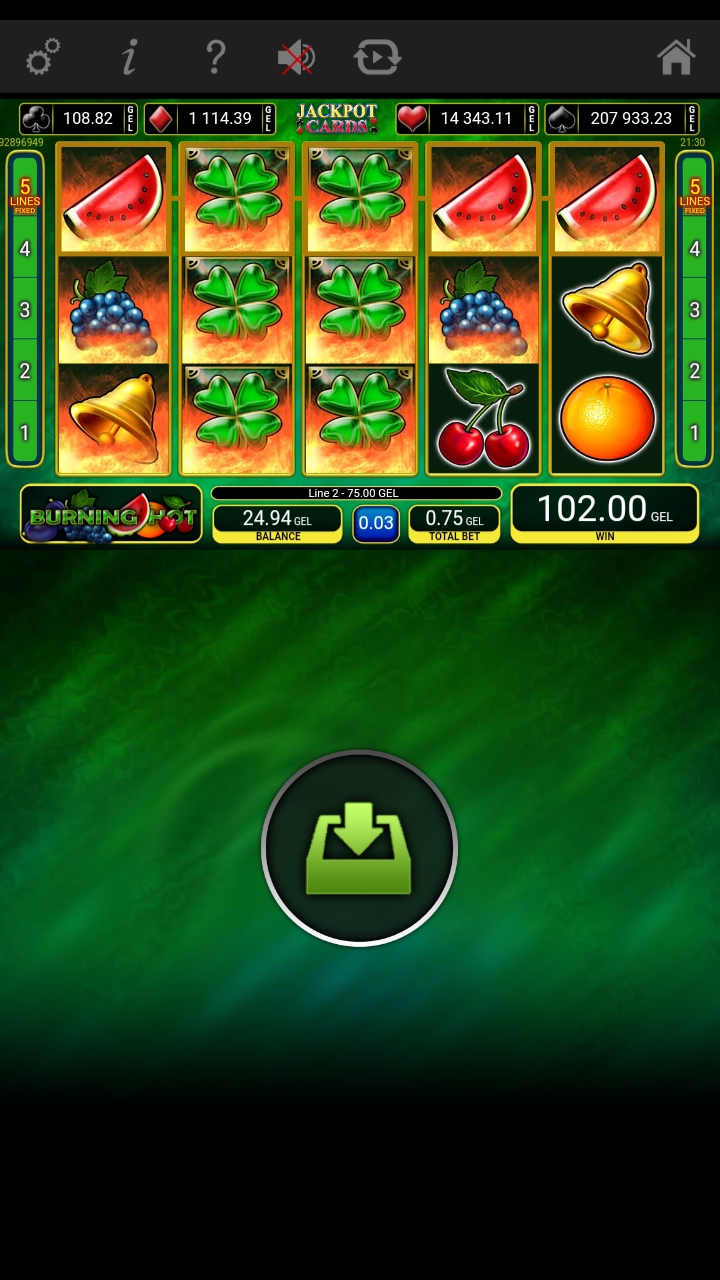 108.82 GEL 1 114.39 GEL JACKPOT CARDS 14 343.11 GEL 207 933.23 GEL
92896949 21:30
5 LINES FIXED 5 LINES FIXED
4 4
3 3
2 2
1 1
Line 2 - 75.00 GEL
BURNING HOT 24.94 GEL 0.03 0.75 GEL 102.00 GEL
BALANCE TOTAL BET WIN